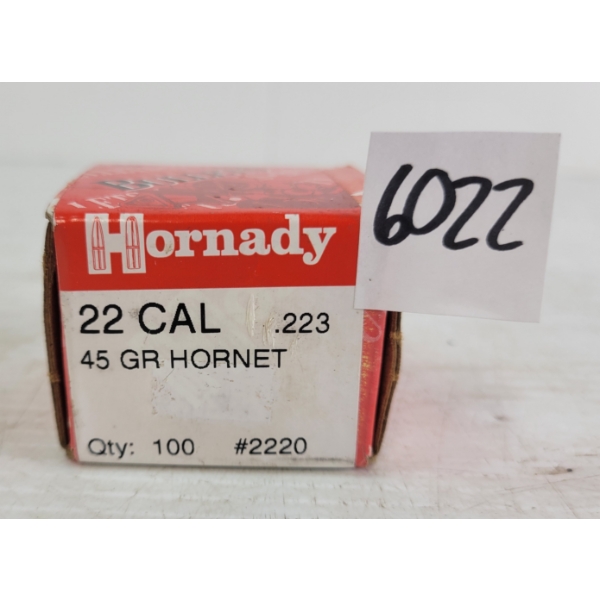 6022
Hornady
22 CAL .223
45 GR HORNET
Qty: 100 #2220